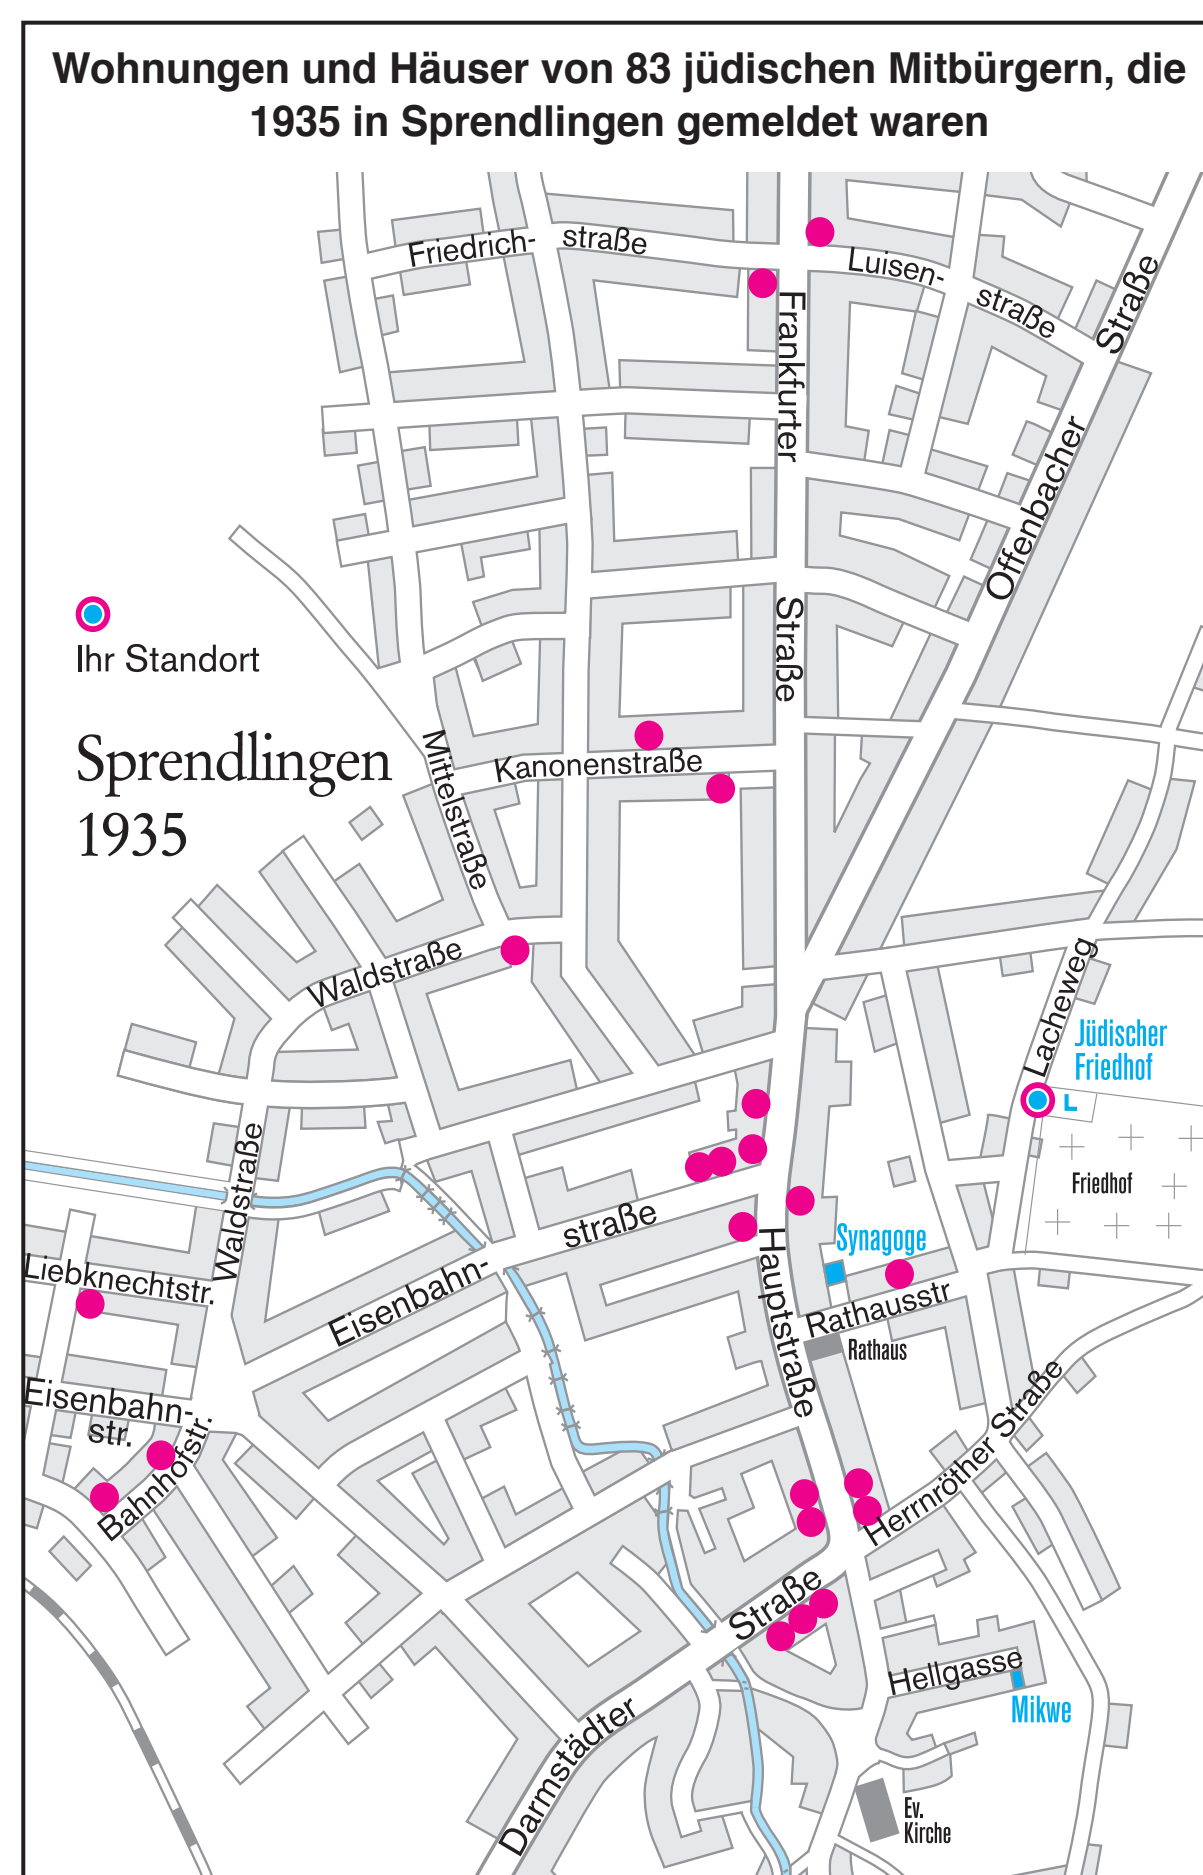 Wohnungen und Häuser von 83 jüdischen Mitbürgern, die
1935 in Sprendlingen gemeldet waren
Friedrich- straße
Luisen- straße
Frankfurter Straße
Offenbacher Straße
Ihr Standort
Sprendlingen
1935
Mittelstraße
Kanonenstraße
Waldstraße
Lacheweg
Jüdischer
Friedhof
L
Friedhof
Waldstraße
Eisenbahn- straße
Synagoge
Hauptstraße
Liebknechtstr.
Rathausstr
Rathaus
Eisenbahn-
str.
Bahnhofstr.
Herrnröther Straße
Darmstädter Straße
Hellgasse
Mikwe
Ev.
Kirche